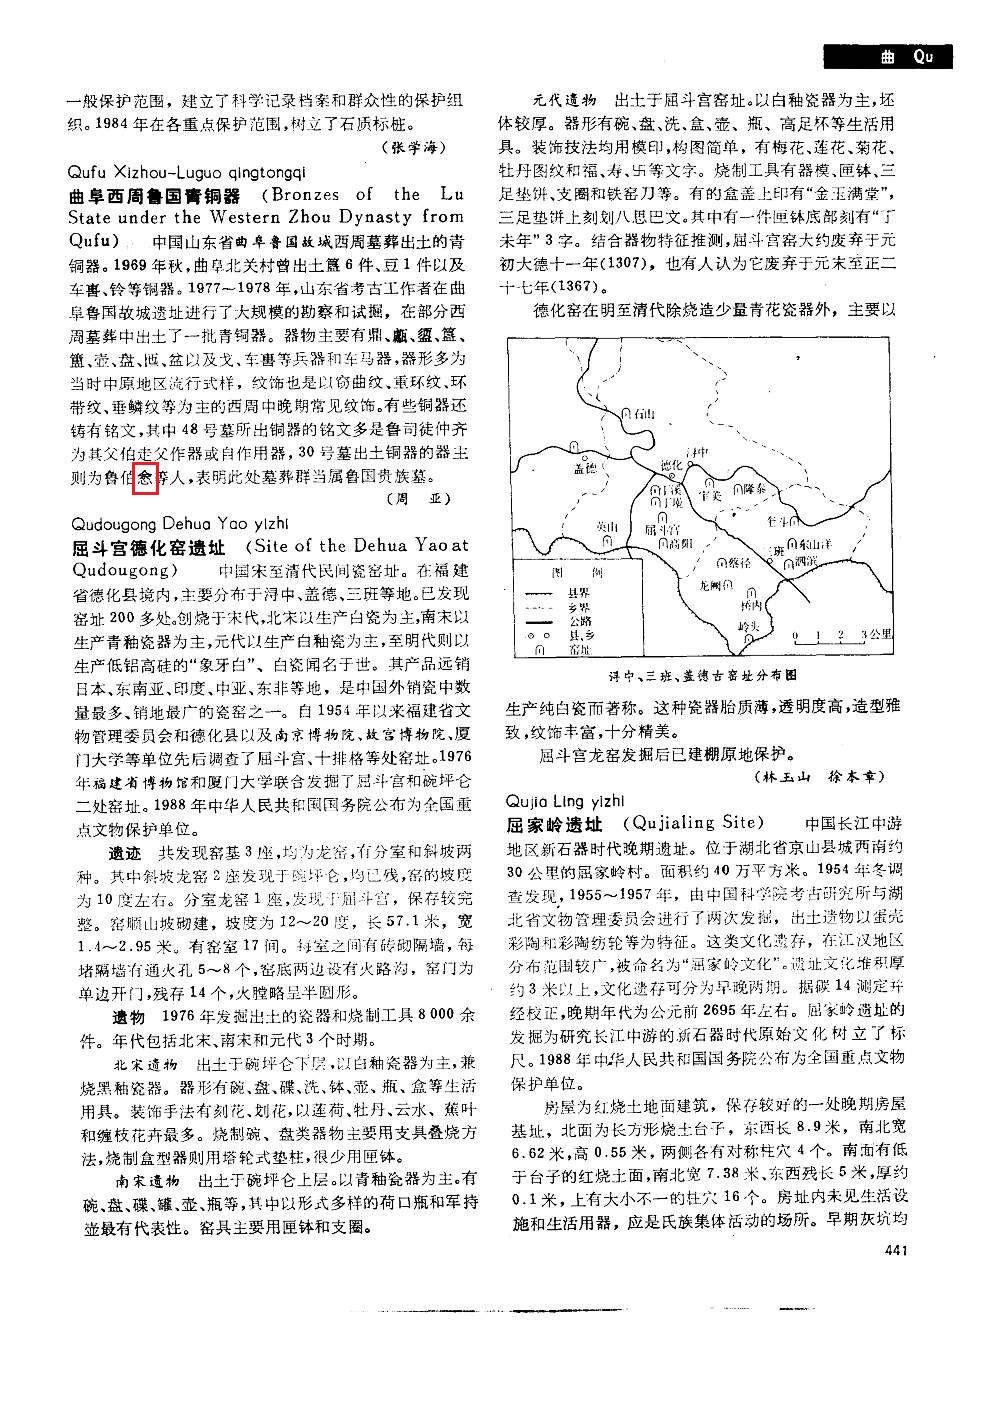 曲 Qu
一般保护范围，建立了科学记录档案和群众性的保护组
织。1984年在各重点保护范围,树立了石质标桩。
(张学海)
Qufu Xizhou-Luguo qingtongqi
曲阜西周鲁国青铜器 (Bronzes of the Lu
State under the Western Zhou Dynasty from
Qufu) 中国山东省曲阜鲁国故城西周墓葬出土的青
铜器。1969年秋,曲阜北关村曾出土簋6件、豆1件以及
车軎、铃等铜器。1977～1978年,山东省考古工作者在曲
阜鲁国故城遗址进行了大规模的勘察和试掘，在部分西
周墓葬中出土了一批青铜器。器物主要有鼎、甗、盨、簋、
簠、壶、盘、匜、盆以及戈、车軎等兵器和车马器,器形多为
当时中原地区流行式样，纹饰也是以窃曲纹、重环纹、环
带纹、垂鳞纹等为主的西周中晚期常见纹饰。有些铜器还
铸有铭文,其中48号墓所出铜器的铭文多是鲁司徒仲齐
为其父伯走父作器或自作用器，30号墓出土铜器的器主
则为鲁伯悆等人,表明此处墓葬群当属鲁国贵族墓。
(周 亚)
Qudougong Dehua Yao yizhi
屈斗宫德化窑遗址 (Site of the Dehua Yao at
Qudougong) 中国宋至清代民间瓷窑址。在福建
省德化县境内,主要分布于浔中、盖德、三班等地。已发现
窑址200多处。创烧于宋代,北宋以生产白瓷为主,南宋以
生产青釉瓷器为主,元代以生产白釉瓷为主,至明代则以
生产低铝高硅的“象牙白”、白瓷闻名于世。其产品远销
日本、东南亚、印度、中亚、东非等地，是中国外销瓷中数
量最多、销地最广的瓷窑之一。自1954年以来福建省文
物管理委员会和德化县以及南京博物院、故宫博物院、厦
门大学等单位先后调查了屈斗宫、十排格等处窑址。1976
年福建省博物馆和厦门大学联合发掘了屈斗宫和碗坪仑
二处窑址。1988年中华人民共和国国务院公布为全国重
点文物保护单位。
遗迹 共发现窑基3座,均为龙窑,有分室和斜坡两
种。其中斜坡龙窑2座发现于碗坪仑,均已残,窑的坡度
为10度左右。分室龙窑1座,发现于屈斗宫，保存较完
整。窑顺山坡砌建，坡度为12～20度，长57.1米，宽
1.4～2.95米。有窑室17间。每室之间有砖砌隔墙，每
堵隔墙有通火孔5～8个,窑底两边设有火路沟，窑门为
单边开门,残存14个,火膛略呈半圆形。
遗物 1976年发掘出土的瓷器和烧制工具8000余
件。年代包括北宋、南宋和元代3个时期。
北宋遗物 出土于碗坪仑下层,以白釉瓷器为主,兼
烧黑釉瓷器。器形有碗、盘、碟、洗、钵、壶、瓶、盒等生活
用具。装饰手法有刻花、划花,以莲荷、牡丹、云水、蕉叶
和缠枝花卉最多。烧制碗、盘类器物主要用支具叠烧方
法,烧制盒型器则用塔轮式垫柱,很少用匣钵。
南宋遗物 出土于碗坪仑上层。以青釉瓷器为主。有
碗、盘、碟、罐、壶、瓶等,其中以形式多样的荷口瓶和军持
壶最有代表性。窑具主要用匣钵和支圈。
元代遗物 出土于屈斗宫窑址。以白釉瓷器为主,坯
体较厚。器形有碗、盘、洗、盒、壶、瓶、高足杯等生活用
具。装饰技法均用模印,构图简单，有梅花、莲花、菊花、
牡丹图纹和福、寿、卐等文字。烧制工具有器模、匣钵、三
足垫饼、支圈和铁窑刀等。有的盒盖上印有“金玉满堂”,
三足垫饼上刻划八思巴文。其中有一件匣钵底部刻有“丁
未年”3字。结合器物特征推测,屈斗宫窑大约废弃于元
初大德十一年(1307)，也有人认为它废弃于元末至正二
十七年(1367)。
德化窑在明至清代除烧造少量青花瓷器外，主要以
石山
浔中
盖德
德化
宝美
隆泰
屈斗宫
高阳
英山
东山洋
三班
泗滨
蔡径
龙阙
桥内
岭头
图 例
县界
乡界
公路
县、乡
窑址
0 1 2 3公里
浔中、三班、盖德古窑址分布图
生产纯白瓷而著称。这种瓷器胎质薄,透明度高,造型雅
致,纹饰丰富,十分精美。
屈斗宫龙窑发掘后已建棚原地保护。
(林玉山 徐本章)
Qujia Ling yizhi
屈家岭遗址 (Qujialing Site) 中国长江中游
地区新石器时代晚期遗址。位于湖北省京山县城西南约
30公里的屈家岭村。面积约40万平方米。1954年冬调
查发现,1955～1957年，由中国科学院考古研究所与湖
北省文物管理委员会进行了两次发掘，出土遗物以蛋壳
彩陶和彩陶纺轮等为特征。这类文化遗存，在江汉地区
分布范围较广,被命名为“屈家岭文化”。遗址文化堆积厚
约3米以上,文化遗存可分为早晚两期。据碳14测定并
经校正,晚期年代为公元前2695年左右。屈家岭遗址的
发掘为研究长江中游的新石器时代原始文化树立了标
尺。1988年中华人民共和国国务院公布为全国重点文物
保护单位。
房屋为红烧土地面建筑，保存较好的一处晚期房屋
基址，北面为长方形烧土台子，东西长8.9米，南北宽
6.62米,高0.55米，两侧各有对称柱穴4个。南面有低
于台子的红烧土面,南北宽7.38米、东西残长5米,厚约
0.1米，上有大小不一的柱穴16个。房址内未见生活设
施和生活用器，应是氏族集体活动的场所。早期灰坑均
441